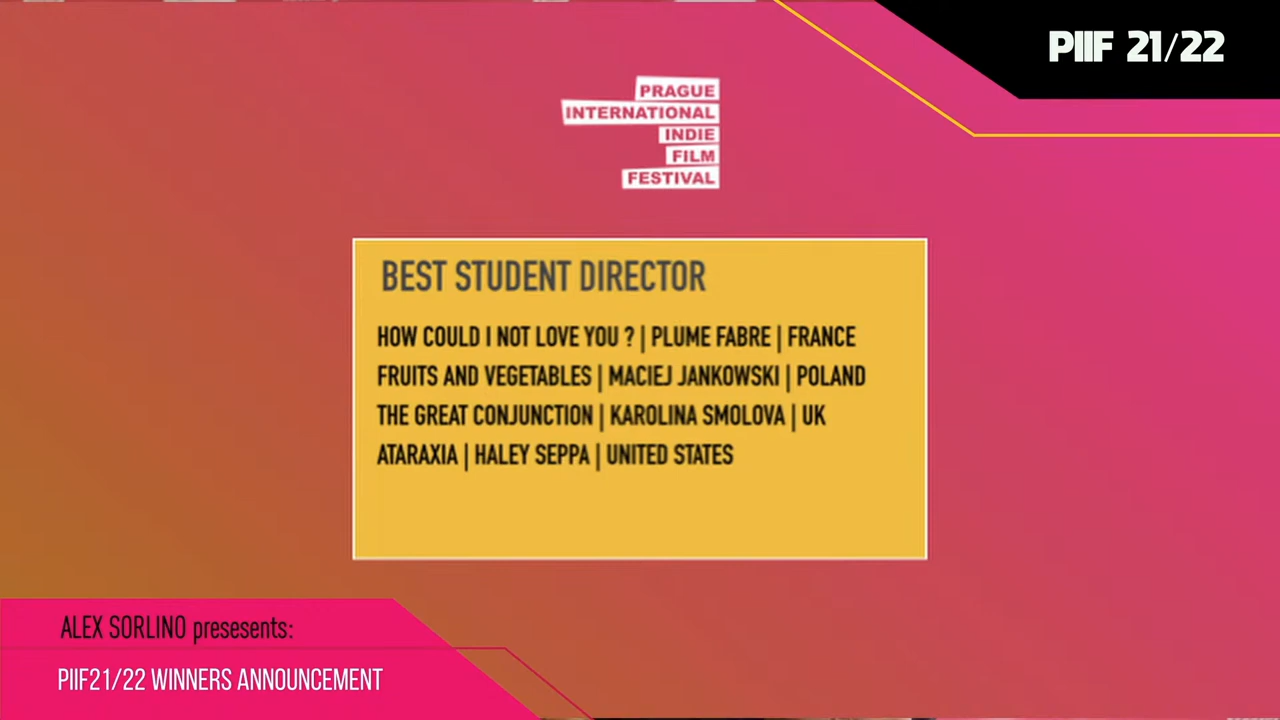 PIIF 21/22
PRAGUE
INTERNATIONAL
INDIE
FILM
FESTIVAL
BEST STUDENT DIRECTOR
HOW COULD I NOT LOVE YOU ? | PLUME FABRE | FRANCE
FRUITS AND VEGETABLES | MACIEJ JANKOWSKI | POLAND
THE GREAT CONJUNCTION | KAROLINA SMOLOVA | UK
ATARAXIA | HALEY SEPPA | UNITED STATES
ALEX SORLINO presesents:
PIIF21/22 WINNERS ANNOUNCEMENT